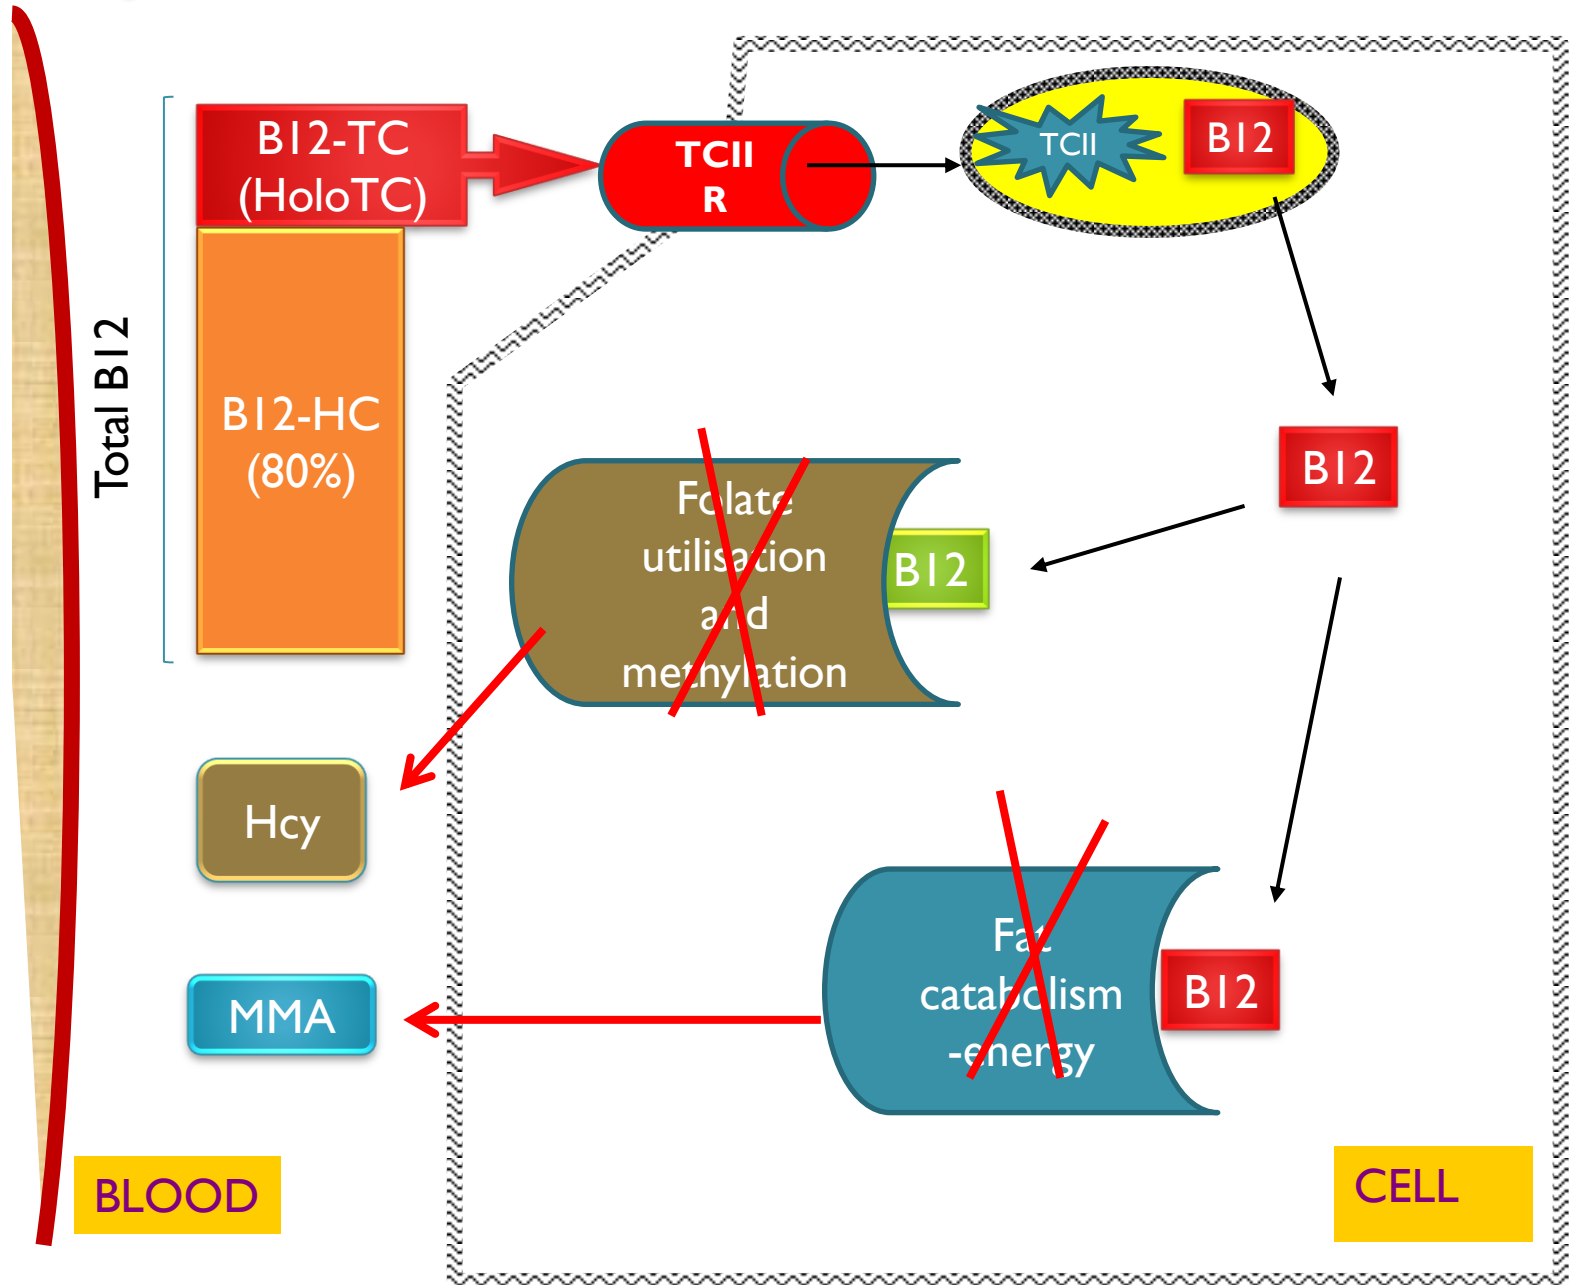 Total B12
B12-TC
(HoloTC)
B12-HC
(80%)
TCII
R
TCII
B12
B12
Folate
utilisation
and
methylation
B12
Hcy
Fat
catabolism
-energy
B12
MMA
BLOOD
CELL